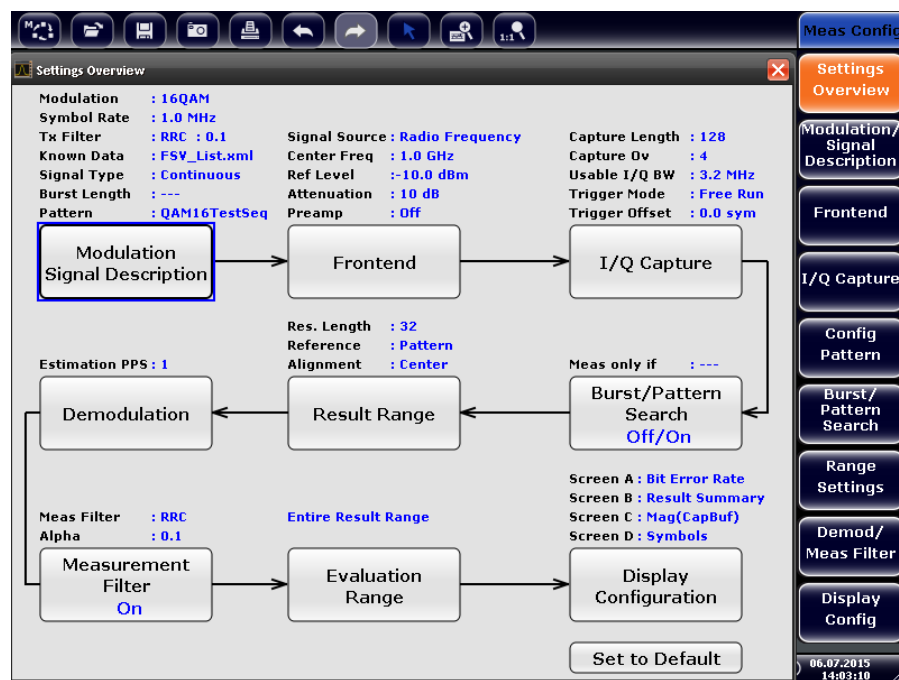 Meas Config
1:1
Settings Overview
Modulation : 16QAM
Symbol Rate : 1.0 MHz
Tx Filter : RRC : 0.1
Known Data : FSV_List.xml
Signal Type : Continuous
Burst Length : ---
Pattern : QAM16TestSeq
Signal Source : Radio Frequency
Center Freq : 1.0 GHz
Ref Level :-10.0 dBm
Attenuation : 10 dB
Preamp : Off
Capture Length : 128
Capture Ov : 4
Usable I/Q BW : 3.2 MHz
Trigger Mode : Free Run
Trigger Offset : 0.0 sym
Modulation
Signal Description
Frontend
I/Q Capture
Estimation PPS : 1
Res. Length : 32
Reference : Pattern
Alignment : Center
Meas only if : ---
Demodulation
Result Range
Burst/Pattern
Search
Off/On
Meas Filter : RRC
Alpha : 0.1
Entire Result Range
Screen A : Bit Error Rate
Screen B : Result Summary
Screen C : Mag(CapBuf)
Screen D : Symbols
Measurement
Filter
On
Evaluation
Range
Display
Configuration
Set to Default
Settings
Overview
Modulation/
Signal
Description
Frontend
I/Q Capture
Config
Pattern
Burst/
Pattern
Search
Range
Settings
Demod/
Meas Filter
Display
Config
06.07.2015
14:03:10